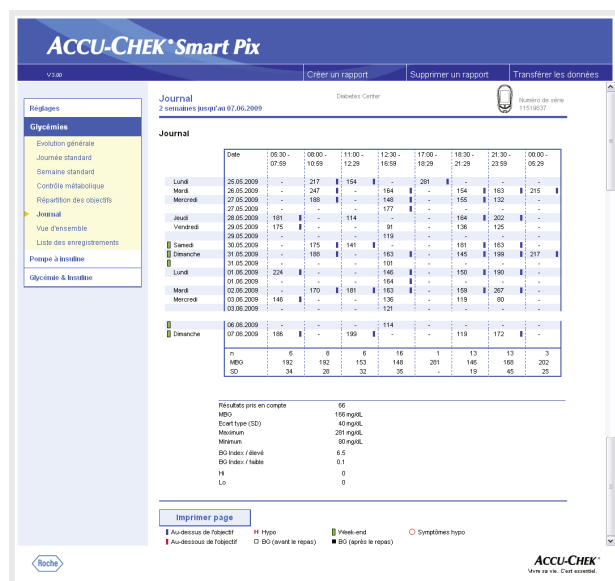 ACCU-CHEK® Smart Pix
V 3.00
Créer un rapport Supprimer un rapport Transférer les données
Réglages
Glycémies
Evolution générale
Journée standard
Semaine standard
Contrôle métabolique
Répartition des objectifs
Journal
Vue d'ensemble
Liste des enregistrements
Pompe à insuline
Glycémie & Insuline
Journal
2 semaines jusqu'au 07.06.2009
Diabetes Center
Numéro de série
11519637
Journal
Date 05:30 - 07:59 08:00 - 10:59 11:00 - 12:29 12:30 - 16:59 17:00 - 18:29 18:30 - 21:29 21:30 - 23:59 00:00 - 05:29
Lundi 25.05.2009 - 217 154 - 281 - - -
Mardi 26.05.2009 - 247 - 164 - 154 163 215
Mercredi 27.05.2009 - 188 - 148 - 155 132 -
27.05.2009 - - - 177 - - - -
Jeudi 28.05.2009 181 - 114 - - 164 202 -
Vendredi 29.05.2009 175 - - 91 - 136 125 -
29.05.2009 - - - 119 - - - -
Samedi 30.05.2009 - 175 141 - - 181 163 -
Dimanche 31.05.2009 - 188 - 163 - 145 199 217
31.05.2009 - - - 101 - - - -
Lundi 01.06.2009 224 - - 146 - 150 190 -
01.06.2009 - - - 164 - - - -
Mardi 02.06.2009 - 170 181 163 - 159 267 -
Mercredi 03.06.2009 146 - - 136 - 119 80 -
03.06.2009 - - - 121 - - - -
06.06.2009 - - - 114 - - - -
Dimanche 07.06.2009 186 - 199 - - 119 172 -
n 6 8 6 16 1 13 13 3
MBG 192 192 153 148 281 146 168 202
SD 34 28 32 35 - 19 45 25
Résultats pris en compte 66
MBG 166 mg/dL
Ecart type (SD) 40 mg/dL
Maximum 281 mg/dL
Minimum 80 mg/dL
BG Index / élevé 6.5
BG Index / faible 0.1
Hi 0
Lo 0
Imprimer page
Au-dessus de l'objectif H Hypo Week-end Symptômes hypo
Au-dessous de l'objectif BG (avant le repas) BG (après le repas)
Roche
ACCU-CHEK®
Vivre sa vie. C'est essentiel.